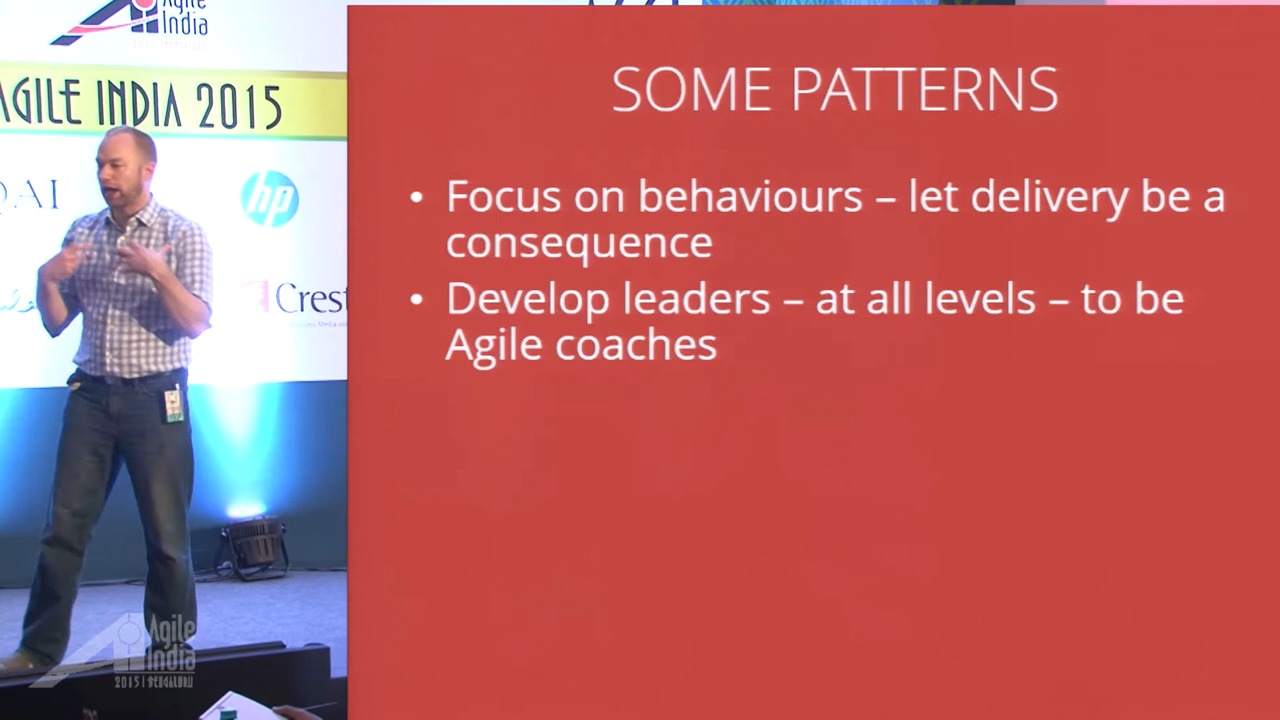 Agile
India
AGILE INDIA 2015
QAI
hp
Crest
SOME PATTERNS
• Focus on behaviours – let delivery be a
consequence
• Develop leaders – at all levels – to be
Agile coaches
Agile
India
2015 | BENGALURU